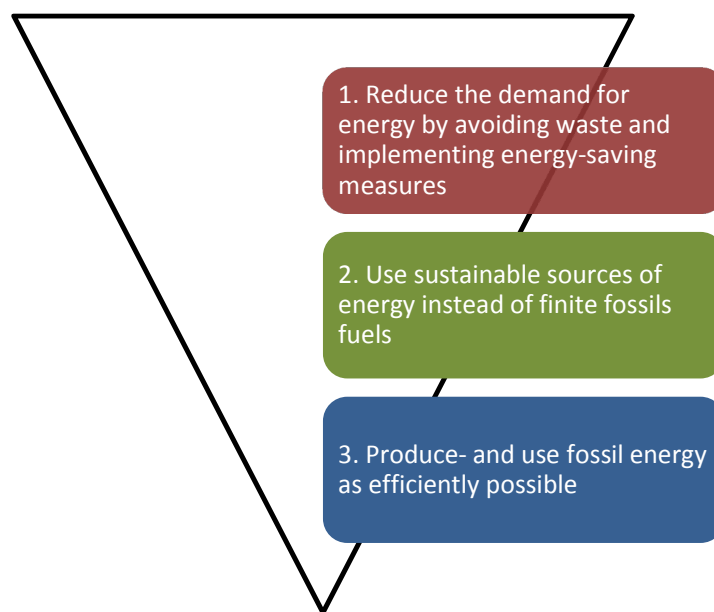 1. Reduce the demand for
energy by avoiding waste and
implementing energy-saving
measures
2. Use sustainable sources of
energy instead of finite fossils
fuels
3. Produce- and use fossil energy
as efficiently possible